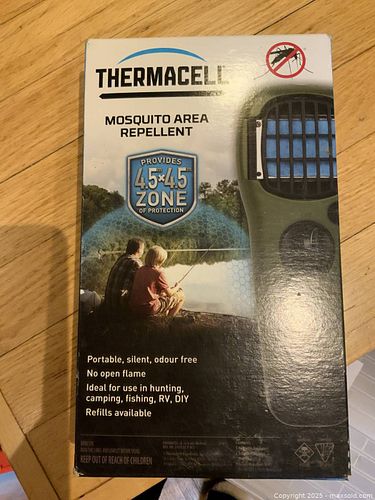 THERMACELL
MOSQUITO AREA
REPELLENT
PROVIDES
4.5m x 4.5m
ZONE
OF PROTECTION
Portable, silent, odour free
No open flame
Ideal for use in hunting,
camping, fishing, RV, DIY
Refills available
KEEP OUT OF REACH OF CHILDREN
Copyright 2025 - maxsold.com